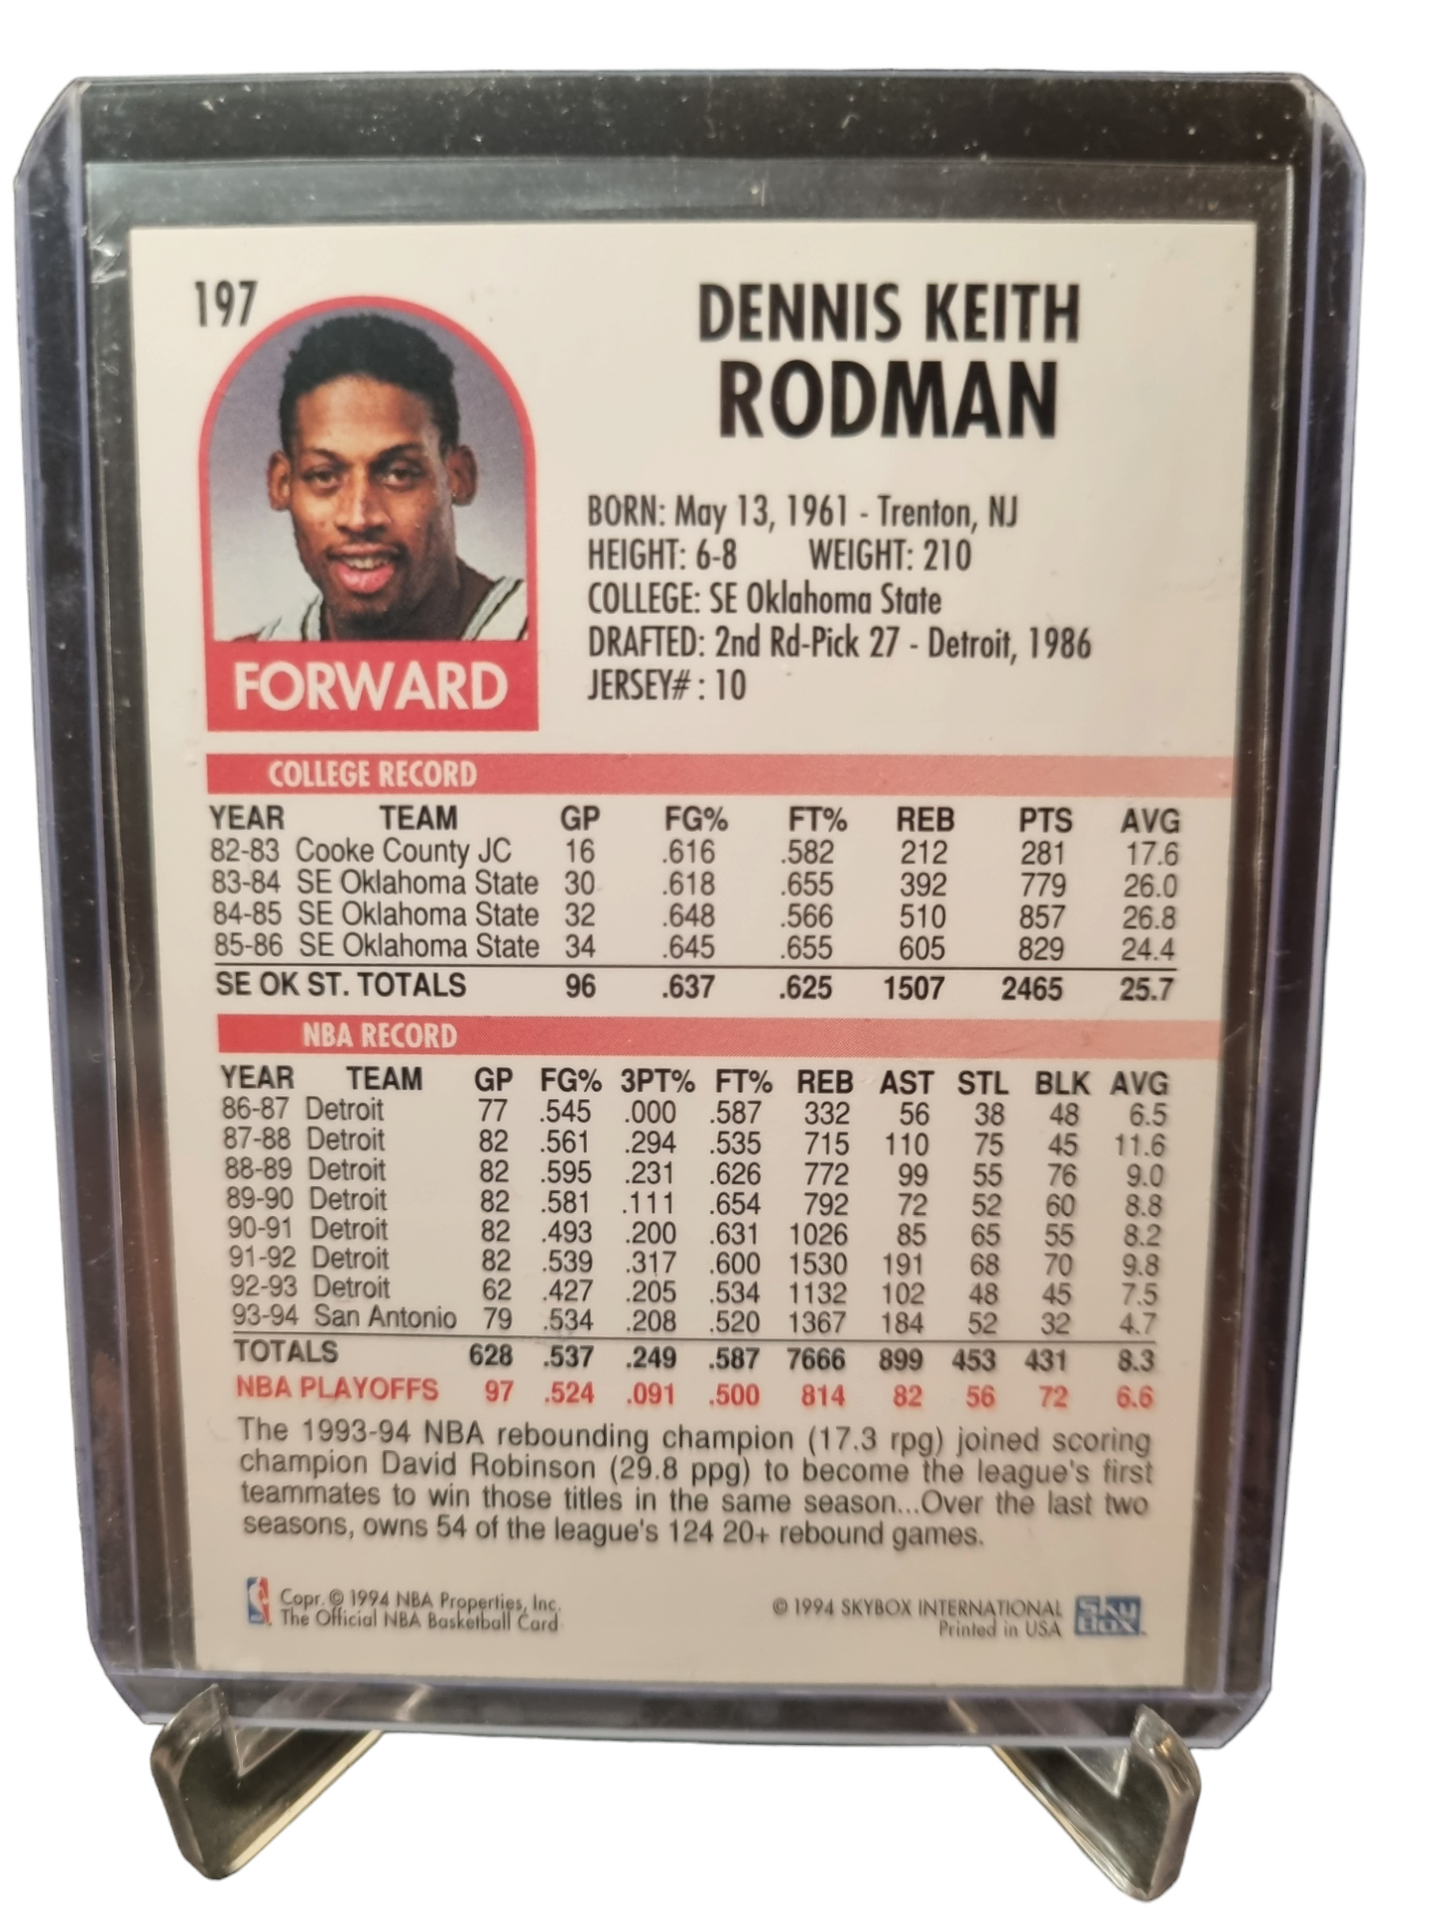 197
DENNIS KEITH
RODMAN
BORN: May 13, 1961 - Trenton, NJ
HEIGHT: 6-8 WEIGHT: 210
COLLEGE: SE Oklahoma State
DRAFTED: 2nd Rd-Pick 27 - Detroit, 1986
JERSEY# : 10
FORWARD
COLLEGE RECORD
YEAR TEAM GP FG% FT% REB PTS AVG
82-83 Cooke County JC 16 .616 .582 212 281 17.6
83-84 SE Oklahoma State 30 .618 .655 392 779 26.0
84-85 SE Oklahoma State 32 .648 .566 510 857 26.8
85-86 SE Oklahoma State 34 .645 .655 605 829 24.4
SE OK ST. TOTALS 96 .637 .625 1507 2465 25.7
NBA RECORD
YEAR TEAM GP FG% 3PT% FT% REB AST STL BLK AVG
86-87 Detroit 77 .545 .000 .587 332 56 38 48 6.5
87-88 Detroit 82 .561 .294 .535 715 110 75 45 11.6
88-89 Detroit 82 .595 .231 .626 772 99 55 76 9.0
89-90 Detroit 82 .581 .111 .654 792 72 52 60 8.8
90-91 Detroit 82 .493 .200 .631 1026 85 65 55 8.2
91-92 Detroit 82 .539 .317 .600 1530 191 68 70 9.8
92-93 Detroit 62 .427 .205 .534 1132 102 48 45 7.5
93-94 San Antonio 79 .534 .208 .520 1367 184 52 32 4.7
TOTALS 628 .537 .249 .587 7666 899 453 431 8.3
NBA PLAYOFFS 97 .524 .091 .500 814 82 56 72 6.6
The 1993-94 NBA rebounding champion (17.3 rpg) joined scoring
champion David Robinson (29.8 ppg) to become the league's first
teammates to win those titles in the same season...Over the last two
seasons, owns 54 of the league's 124 20+ rebound games.
Copr. © 1994 NBA Properties, Inc.
The Official NBA Basketball Card
© 1994 SKYBOX INTERNATIONAL
Printed in USA
SkyBox